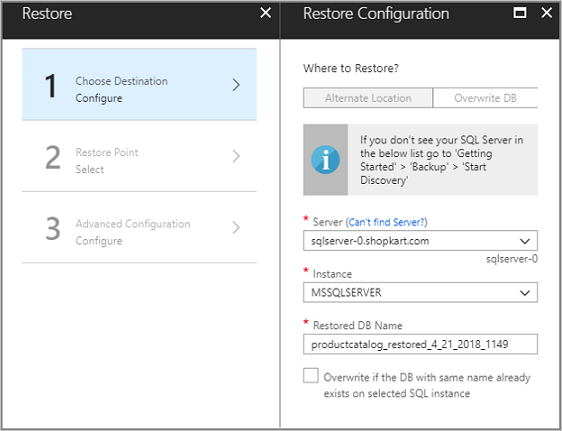 Restore
1
Choose Destination
Configure
2
Restore Point
Select
3
Advanced Configuration
Configure
Restore Configuration
Where to Restore?
Alternate Location
Overwrite DB
i
If you don't see your SQL Server in
the below list go to 'Getting
Started' > 'Backup' > 'Start
Discovery'
* Server (Can't find Server?)
sqlserver-0.shopkart.com
sqlserver-0
* Instance
MSSQLSERVER
* Restored DB Name
productcatalog_restored_4_21_2018_1149
Overwrite if the DB with same name already
exists on selected SQL instance